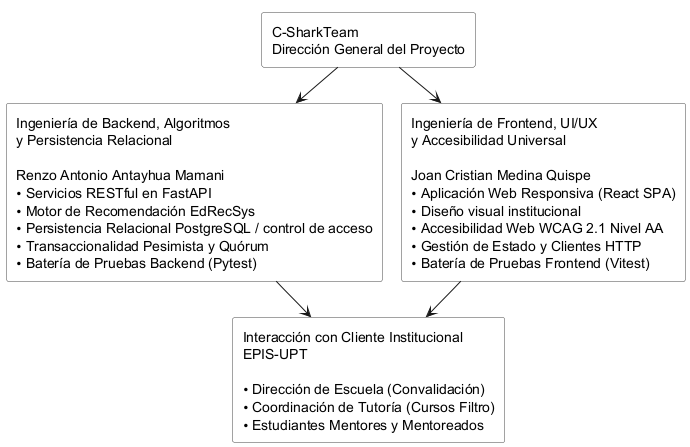 C-SharkTeam
Dirección General del Proyecto
Ingeniería de Backend, Algoritmos
y Persistencia Relacional
Renzo Antonio Antayhua Mamani
• Servicios RESTful en FastAPI
• Motor de Recomendación EdRecSys
• Persistencia Relacional PostgreSQL / control de acceso
• Transaccionalidad Pesimista y Quórum
• Batería de Pruebas Backend (Pytest)
Ingeniería de Frontend, UI/UX
y Accesibilidad Universal
Joan Cristian Medina Quispe
• Aplicación Web Responsiva (React SPA)
• Diseño visual institucional
• Accesibilidad Web WCAG 2.1 Nivel AA
• Gestión de Estado y Clientes HTTP
• Batería de Pruebas Frontend (Vitest)
Interacción con Cliente Institucional
EPIS-UPT
• Dirección de Escuela (Convalidación)
• Coordinación de Tutoría (Cursos Filtro)
• Estudiantes Mentores y Mentoreados